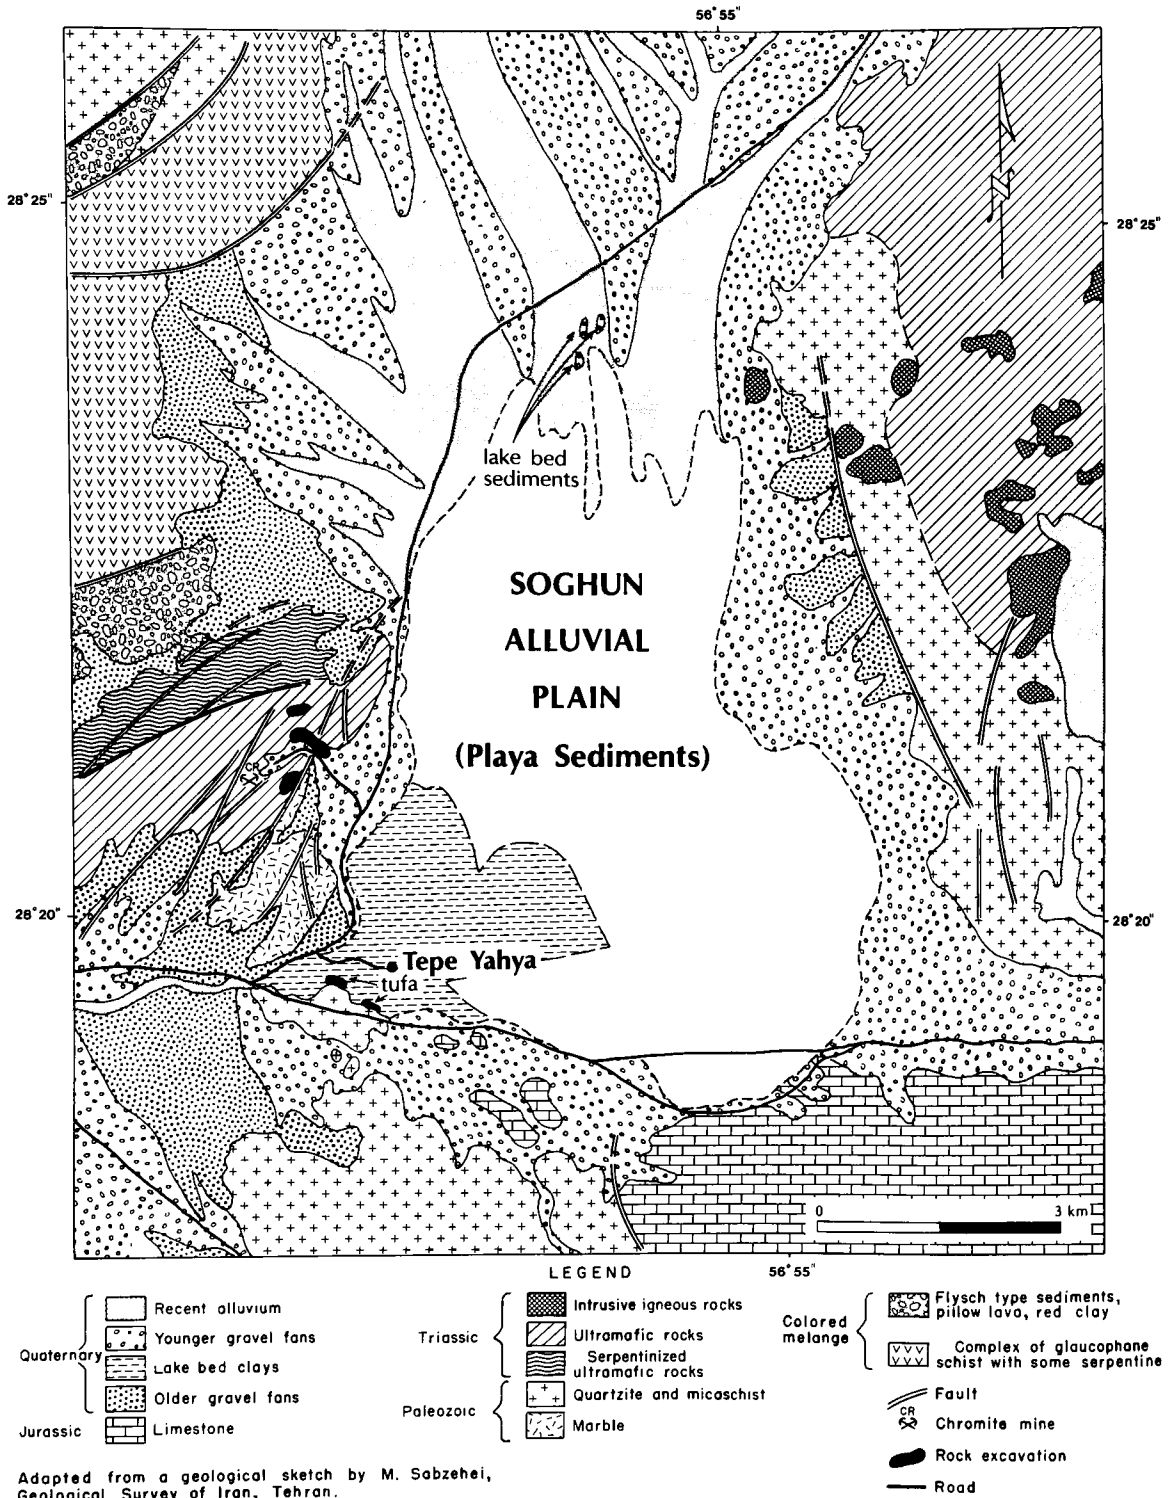 56°55"
28°25"
28°25"
lake bed
sediments
SOGHUN
ALLUVIAL
PLAIN
(Playa Sediments)
CR
28°20"
28°20"
Tepe Yahya
tufa
0 3 km
56°55"
LEGEND
Quaternary
Recent alluvium
Younger gravel fans
Lake bed clays
Older gravel fans
Jurassic
Limestone
Triassic
Intrusive igneous rocks
Ultramafic rocks
Serpentinized
ultramafic rocks
Paleozoic
Quartzite and micaschist
Marble
Colored
melange
Flysch type sediments,
pillow lava, red clay
Complex of glaucophane
schist with some serpentine
Fault
CR
Chromite mine
Rock excavation
Road
Adapted from a geological sketch by M. Sabzehei,
Geological Survey of Iran, Tehran.